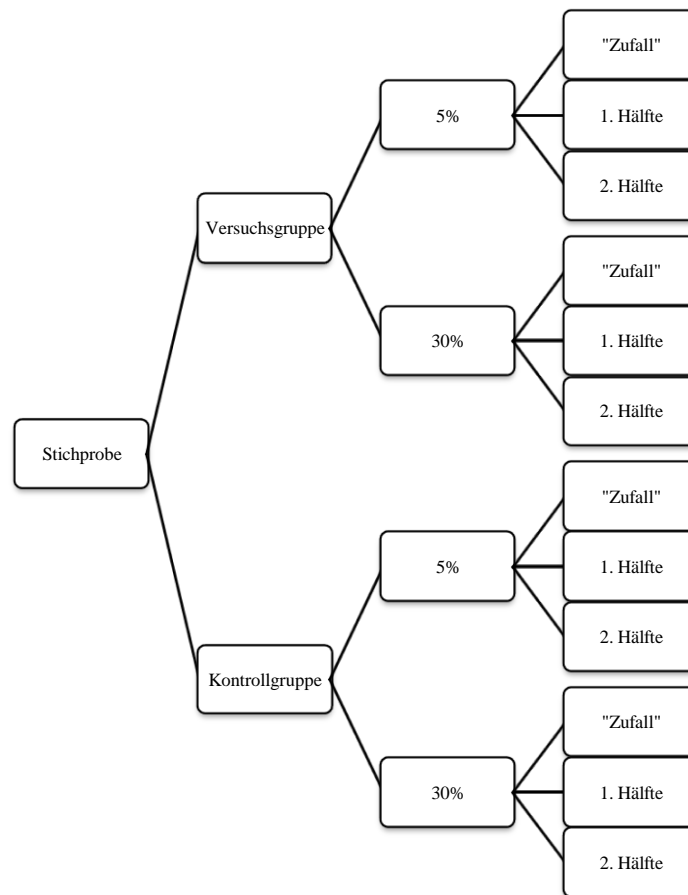 Stichprobe
Versuchsgruppe
5%
"Zufall"
1. Hälfte
2. Hälfte
30%
"Zufall"
1. Hälfte
2. Hälfte
Kontrollgruppe
5%
"Zufall"
1. Hälfte
2. Hälfte
30%
"Zufall"
1. Hälfte
2. Hälfte